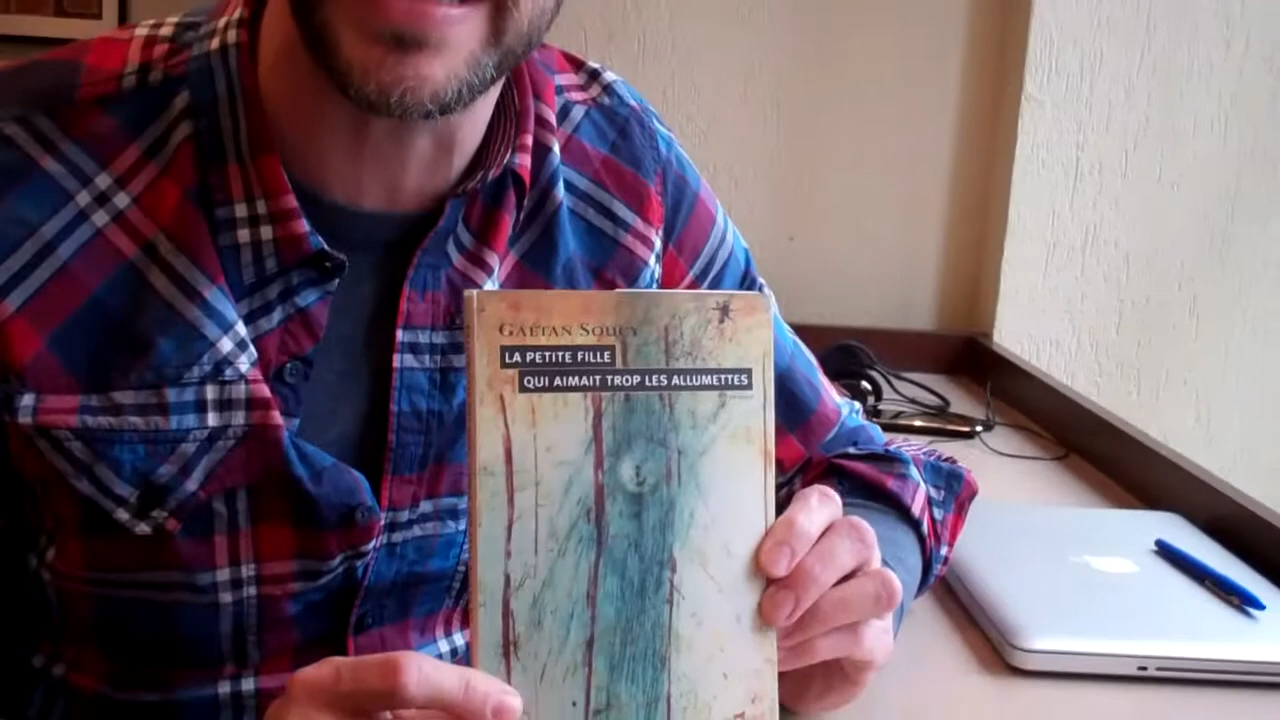 GAÉTAN SOUCY
LA PETITE FILLE
QUI AIMAIT TROP LES ALLUMETTES